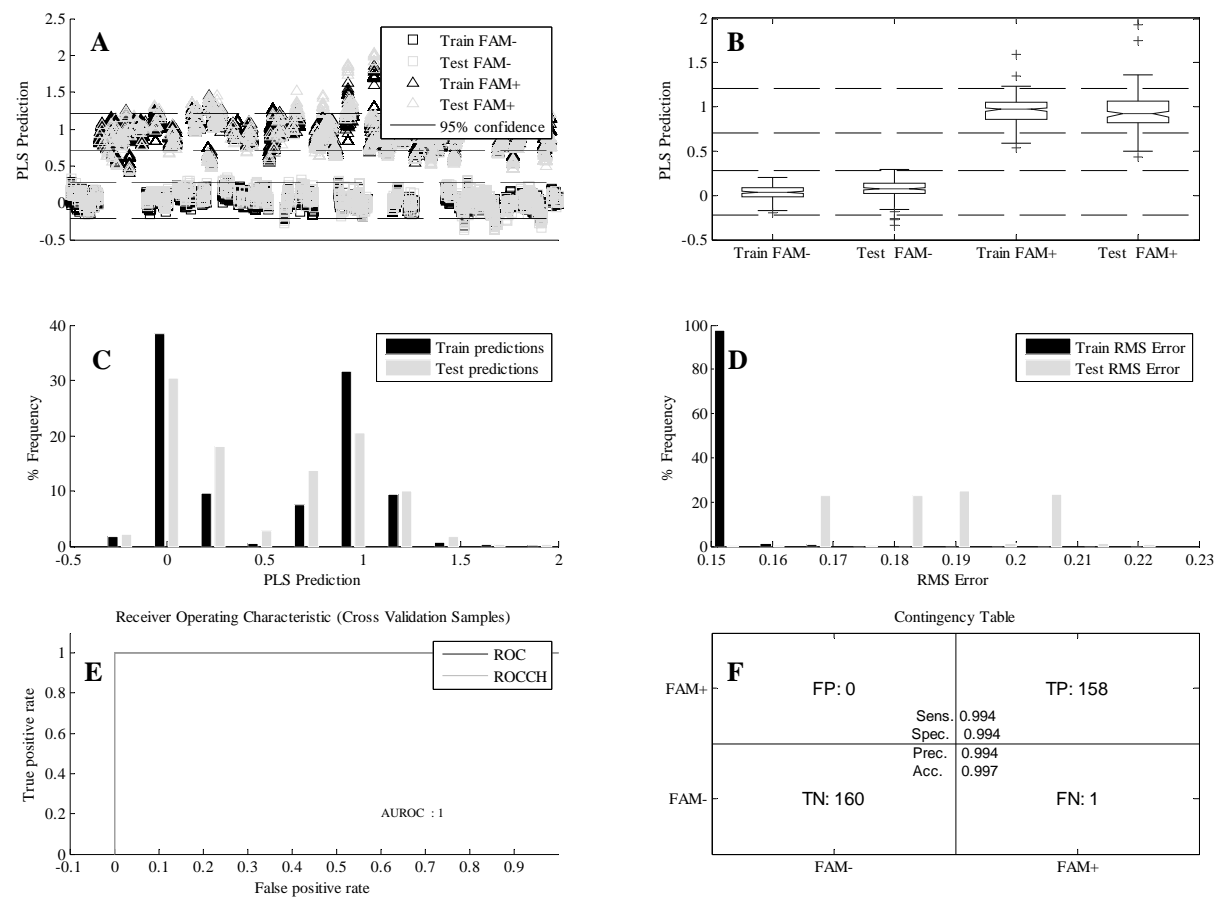 A
2.5
2
1.5
1
0.5
0
-0.5
PLS Prediction
Train FAM-
Test FAM-
Train FAM+
Test FAM+
95% confidence
B
2
1.5
1
0.5
0
-0.5
PLS Prediction
Train FAM-
Test FAM-
Train FAM+
Test FAM+
C
40
30
20
10
0
% Frequency
Train predictions
Test predictions
-0.5
0
0.5
1
1.5
2
PLS Prediction
D
100
80
60
40
20
0
% Frequency
Train RMS Error
Test RMS Error
0.15
0.16
0.17
0.18
0.19
0.2
0.21
0.22
0.23
RMS Error
Receiver Operating Characteristic (Cross Validation Samples)
E
1
0.8
0.6
0.4
0.2
0
True positive rate
ROC
ROCCH
AUROC : 1
-0.1
0
0.1
0.2
0.3
0.4
0.5
0.6
0.7
0.8
0.9
False positive rate
Contingency Table
F
FAM+
FP: 0
TP: 158
Sens. 0.994
Spec. 0.994
Prec. 0.994
Acc. 0.997
FAM-
TN: 160
FN: 1
FAM-
FAM+